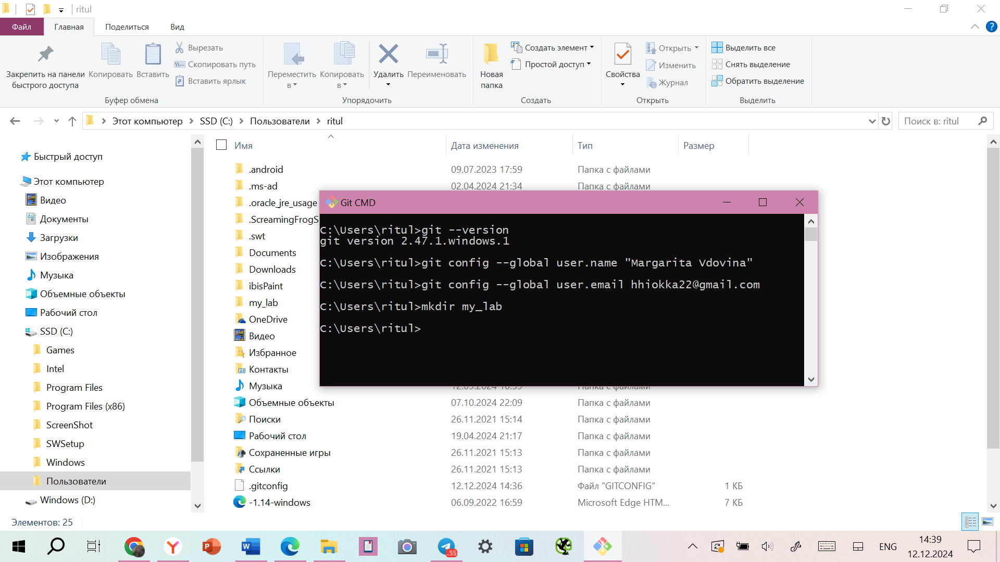 ritul
Файл Главная Поделиться Вид
Закрепить на панели быстрого доступа
Копировать
Вставить
Вырезать
Скопировать путь
Вставить ярлык
Буфер обмена
Переместить в
Копировать в
Удалить
Переименовать
Упорядочить
Новая папка
Создать элемент
Простой доступ
Создать
Свойства
Открыть
Изменить
Журнал
Открыть
Выделить все
Снять выделение
Обратить выделение
Выделить
Этот компьютер > SSD (C:) > Пользователи > ritul
Поиск в: ritul
Быстрый доступ
Этот компьютер
Видео
Документы
Загрузки
Изображения
Музыка
Объемные объекты
Рабочий стол
SSD (C:)
Games
Intel
Program Files
Program Files (x86)
ScreenShot
SWSetup
Windows
Пользователи
Windows (D:)
Имя Дата изменения Тип Размер
.android 09.07.2023 17:59 Папка с файлами
.ms-ad 02.04.2024 21:34 Папка с файлами
.oracle_jre_usage
.ScreamingFrogS
.swt
Documents
Downloads
ibisPaint
my_lab
OneDrive
Видео
Избранное
Контакты
Музыка
Объемные объекты 07.10.2024 22:09 Папка с файлами
Поиски 26.11.2021 15:14 Папка с файлами
Рабочий стол 19.04.2024 21:17 Папка с файлами
Сохраненные игры 26.11.2021 15:13 Папка с файлами
Ссылки 26.11.2021 15:13 Папка с файлами
.gitconfig 12.12.2024 14:36 Файл "GITCONFIG" 1 КБ
-1.14-windows 06.09.2022 16:59 Microsoft Edge HTM... 7 КБ
Git CMD
C:\Users\ritul>git --version
git version 2.47.1.windows.1
C:\Users\ritul>git config --global user.name "Margarita Vdovina"
C:\Users\ritul>git config --global user.email hhiokka22@gmail.com
C:\Users\ritul>mkdir my_lab
C:\Users\ritul>
Элементов: 25
..55
ENG
14:39
12.12.2024